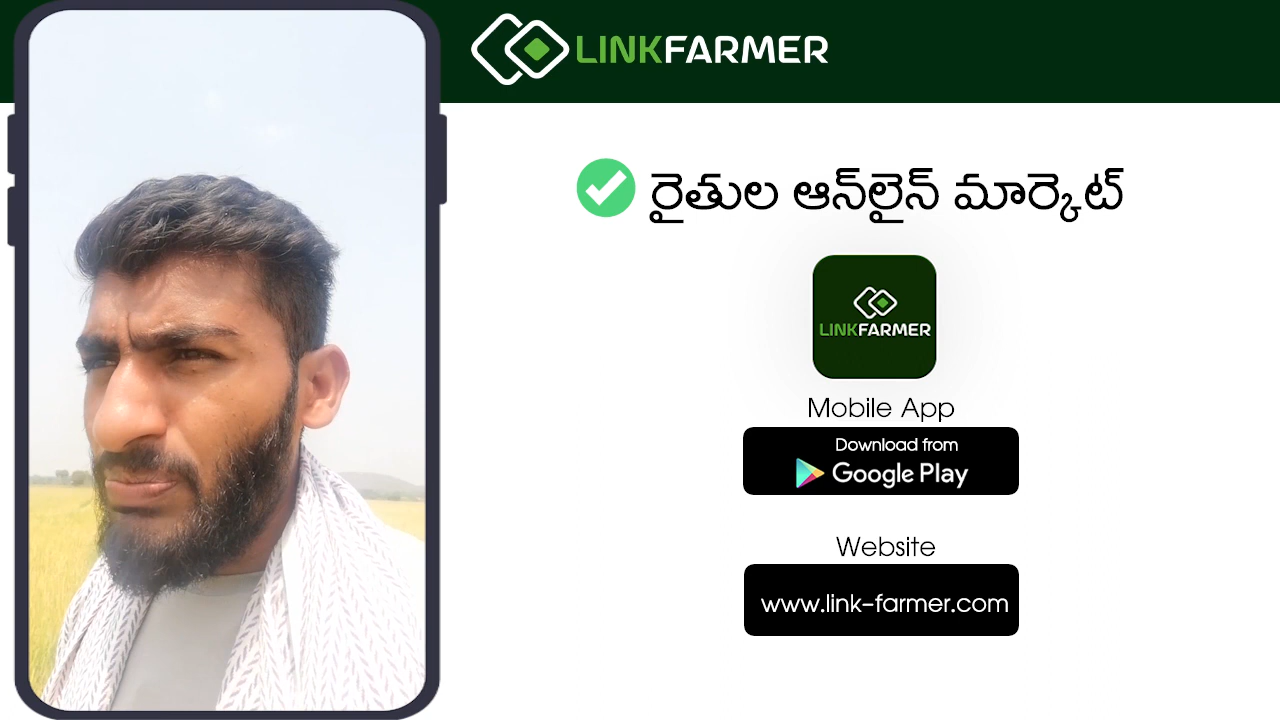 LINKFARMER
రైతుల ఆన్‌లైన్ మార్కెట్
LINKFARMER
Mobile App
Download from
Google Play
Website
www.link-farmer.com